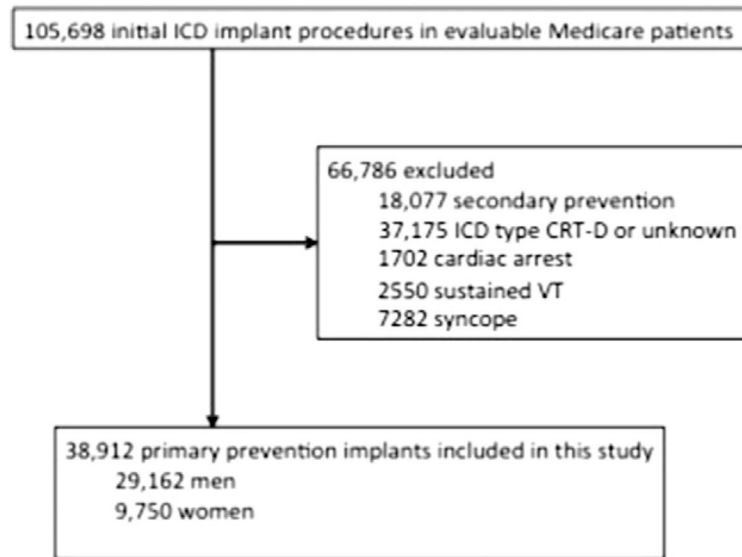 105,698 initial ICD implant procedures in evaluable Medicare patients
66,786 excluded
18,077 secondary prevention
37,175 ICD type CRT-D or unknown
1702 cardiac arrest
2550 sustained VT
7282 syncope
38,912 primary prevention implants included in this study
29,162 men
9,750 women